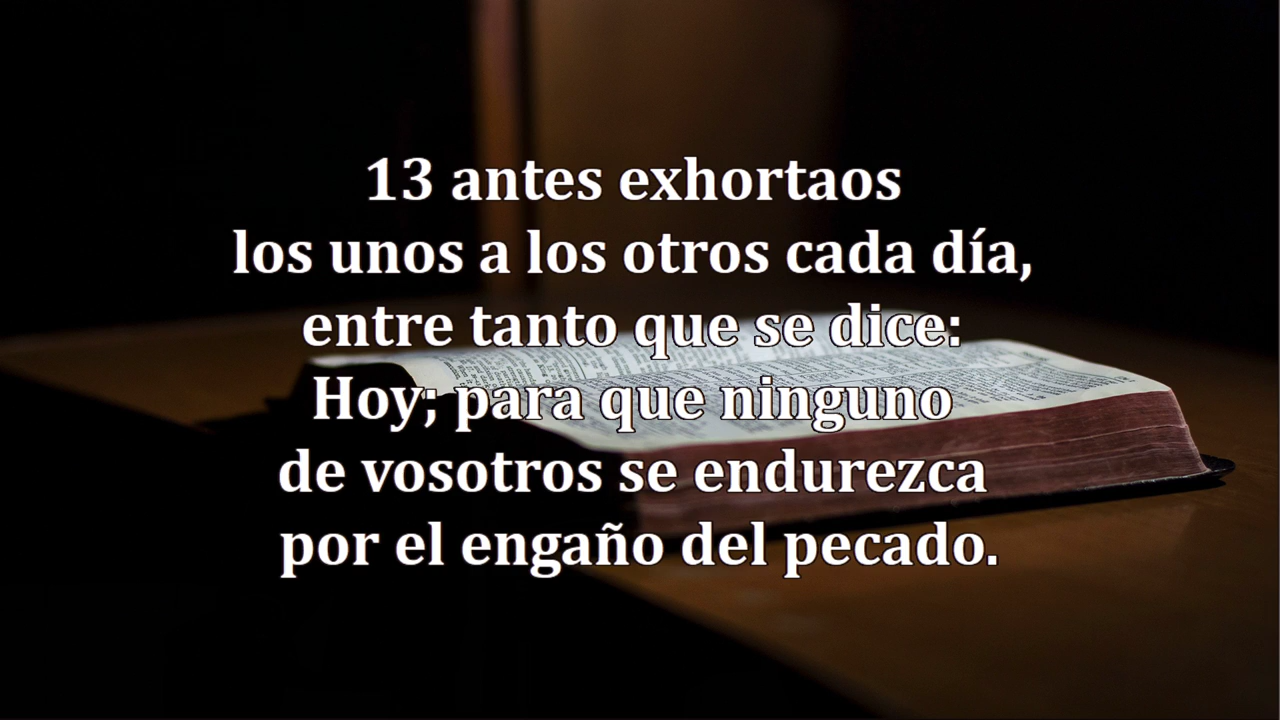 13 antes exhortaos
los unos a los otros cada día,
entre tanto que se dice:
Hoy; para que ninguno
de vosotros se endurezca
por el engaño del pecado.